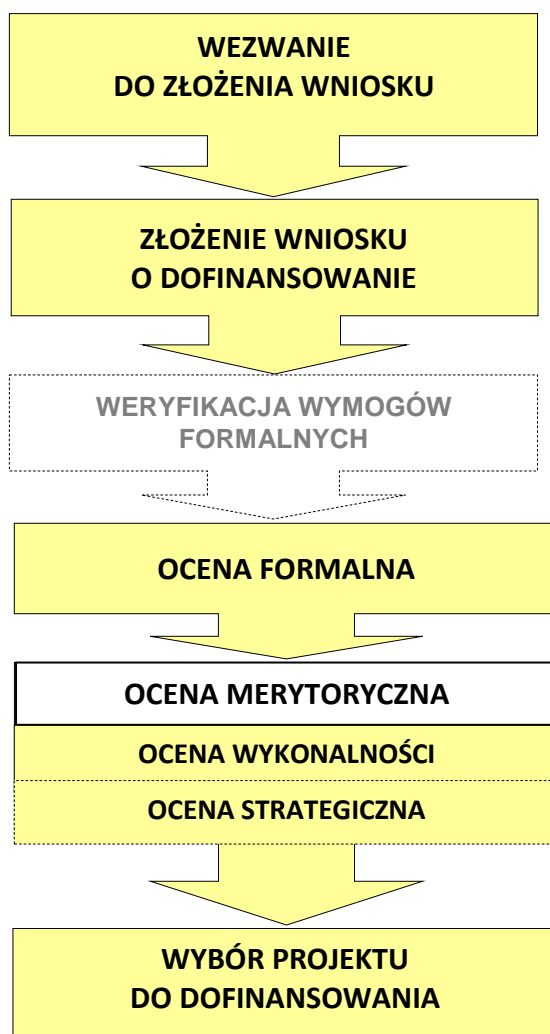 WEZWANIE
DO ZŁOŻENIA WNIOSKU
ZŁOŻENIE WNIOSKU
O DOFINANSOWANIE
WERYFIKACJA WYMOGÓW
FORMALNYCH
OCENA FORMALNA
OCENA MERYTORYCZNA
OCENA WYKONALNOŚCI
OCENA STRATEGICZNA
WYBÓR PROJEKTU
DO DOFINANSOWANIA